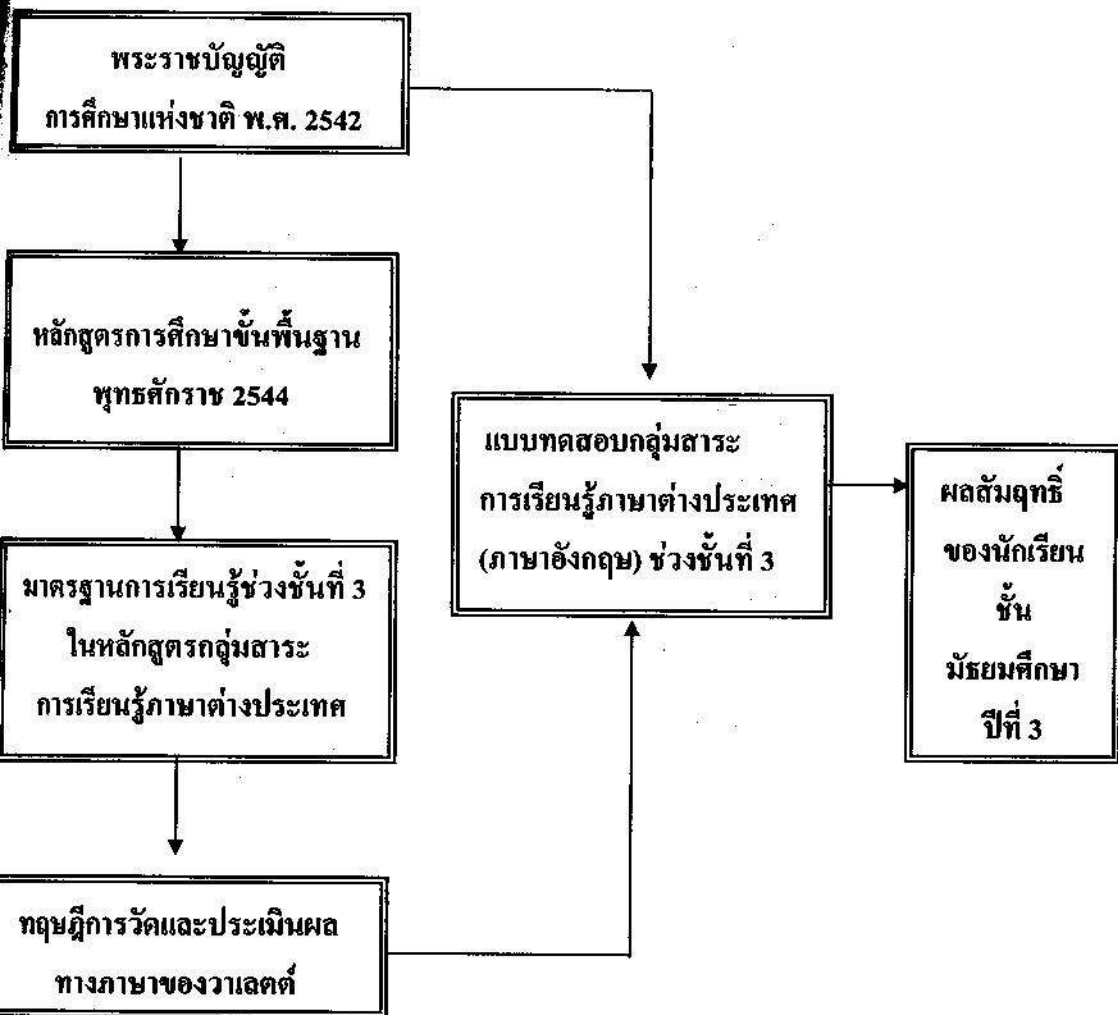 พระราชบัญญัติ
การศึกษาแห่งชาติ พ.ศ. 2542
หลักสูตรการศึกษาขั้นพื้นฐาน
พุทธศักราช 2544
มาตรฐานการเรียนรู้ช่วงชั้นที่ 3
ในหลักสูตรกลุ่มสาระ
การเรียนรู้ภาษาต่างประเทศ
ทฤษฎีการวัดและประเมินผล
ทางภาษาของวาเลตต์
แบบทดสอบกลุ่มสาระ
การเรียนรู้ภาษาต่างประเทศ
(ภาษาอังกฤษ) ช่วงชั้นที่ 3
ผลสัมฤทธิ์
ของนักเรียน
ชั้น
มัธยมศึกษา
ปีที่ 3